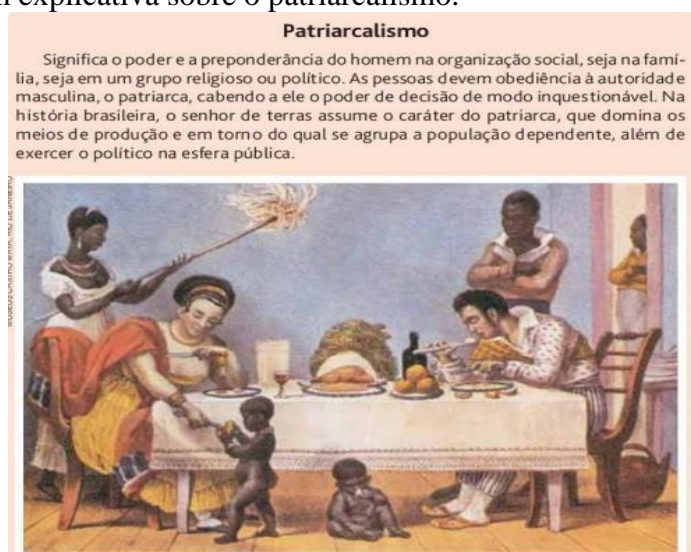 explicativa sobre o patriarcalismo.
Patriarcalismo
Significa o poder e a preponderância do homem na organização social, seja na famí-
lia, seja em um grupo religioso ou político. As pessoas devem obediência à autoridade
masculina, o patriarca, cabendo a ele o poder de decisão de modo inquestionável. Na
história brasileira, o senhor de terras assume o caráter do patriarca, que domina os
meios de produção e em torno do qual se agrupa a população dependente, além de
exercer o político na esfera pública.